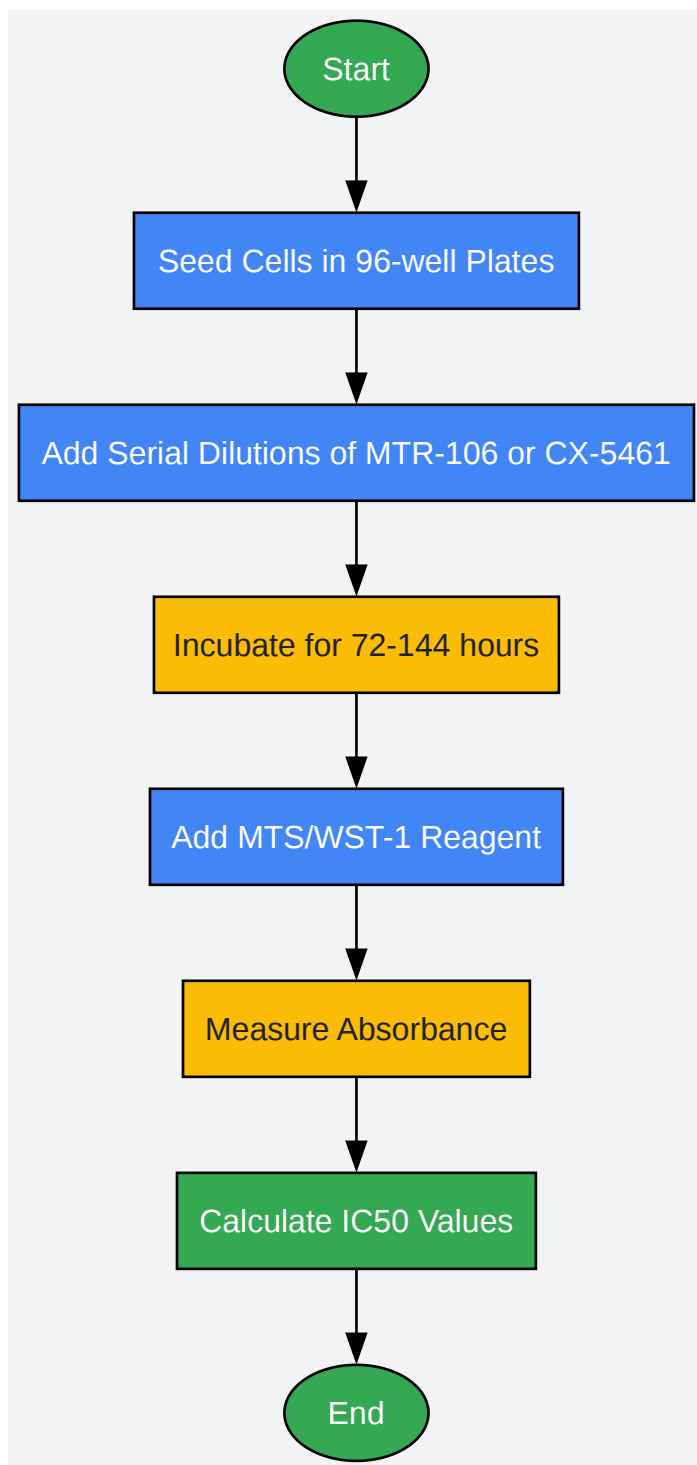 Start
Seed Cells in 96-well Plates
Add Serial Dilutions of MTR-106 or CX-5461
Incubate for 72-144 hours
Add MTS/WST-1 Reagent
Measure Absorbance
Calculate IC50 Values
End